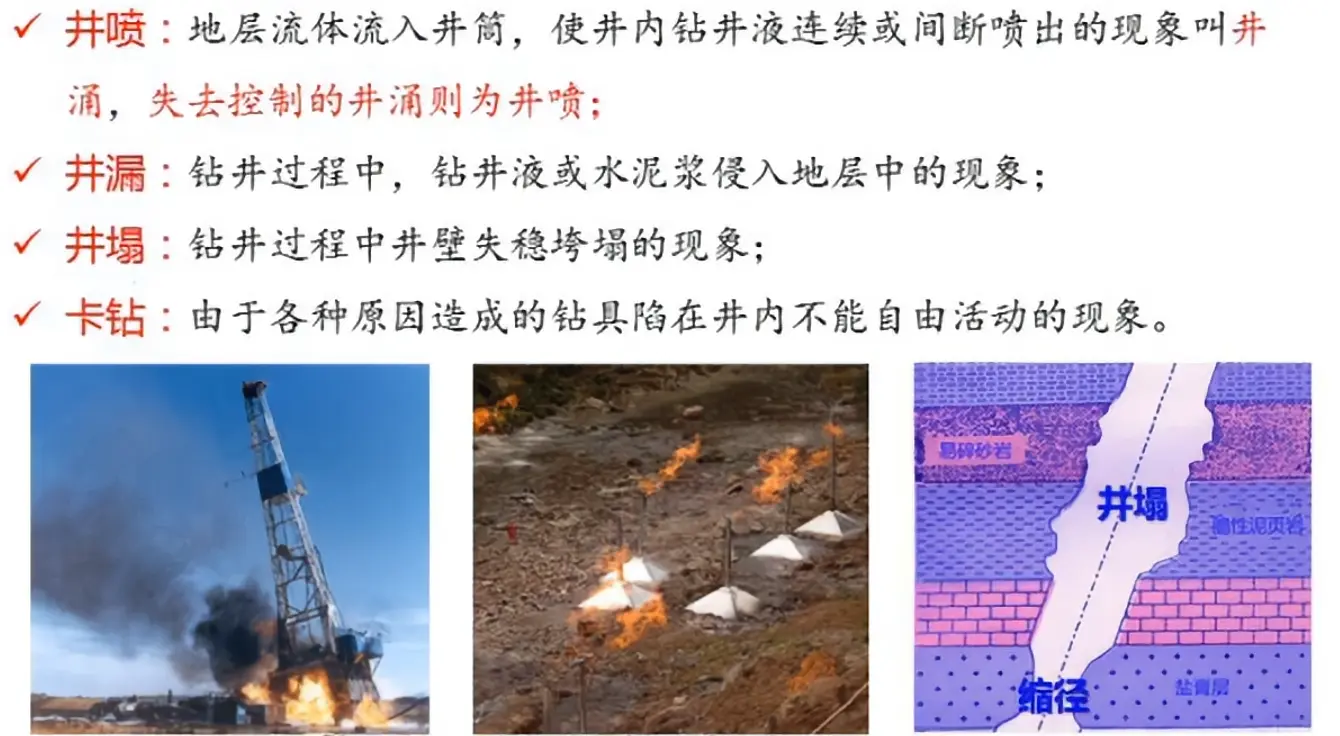 ✓ 井喷：地层流体流入井筒，使井内钻井液连续或间断喷出的现象叫井
涌，失去控制的井涌则为井喷；
✓ 井漏：钻井过程中，钻井液或水泥浆侵入地层中的现象；
✓ 井塌：钻井过程中井壁失稳垮塌的现象；
✓ 卡钻：由于各种原因造成的钻具陷在井内不能自由活动的现象。
易碎砂岩
井塌
性泥页岩
缩径
盐膏层